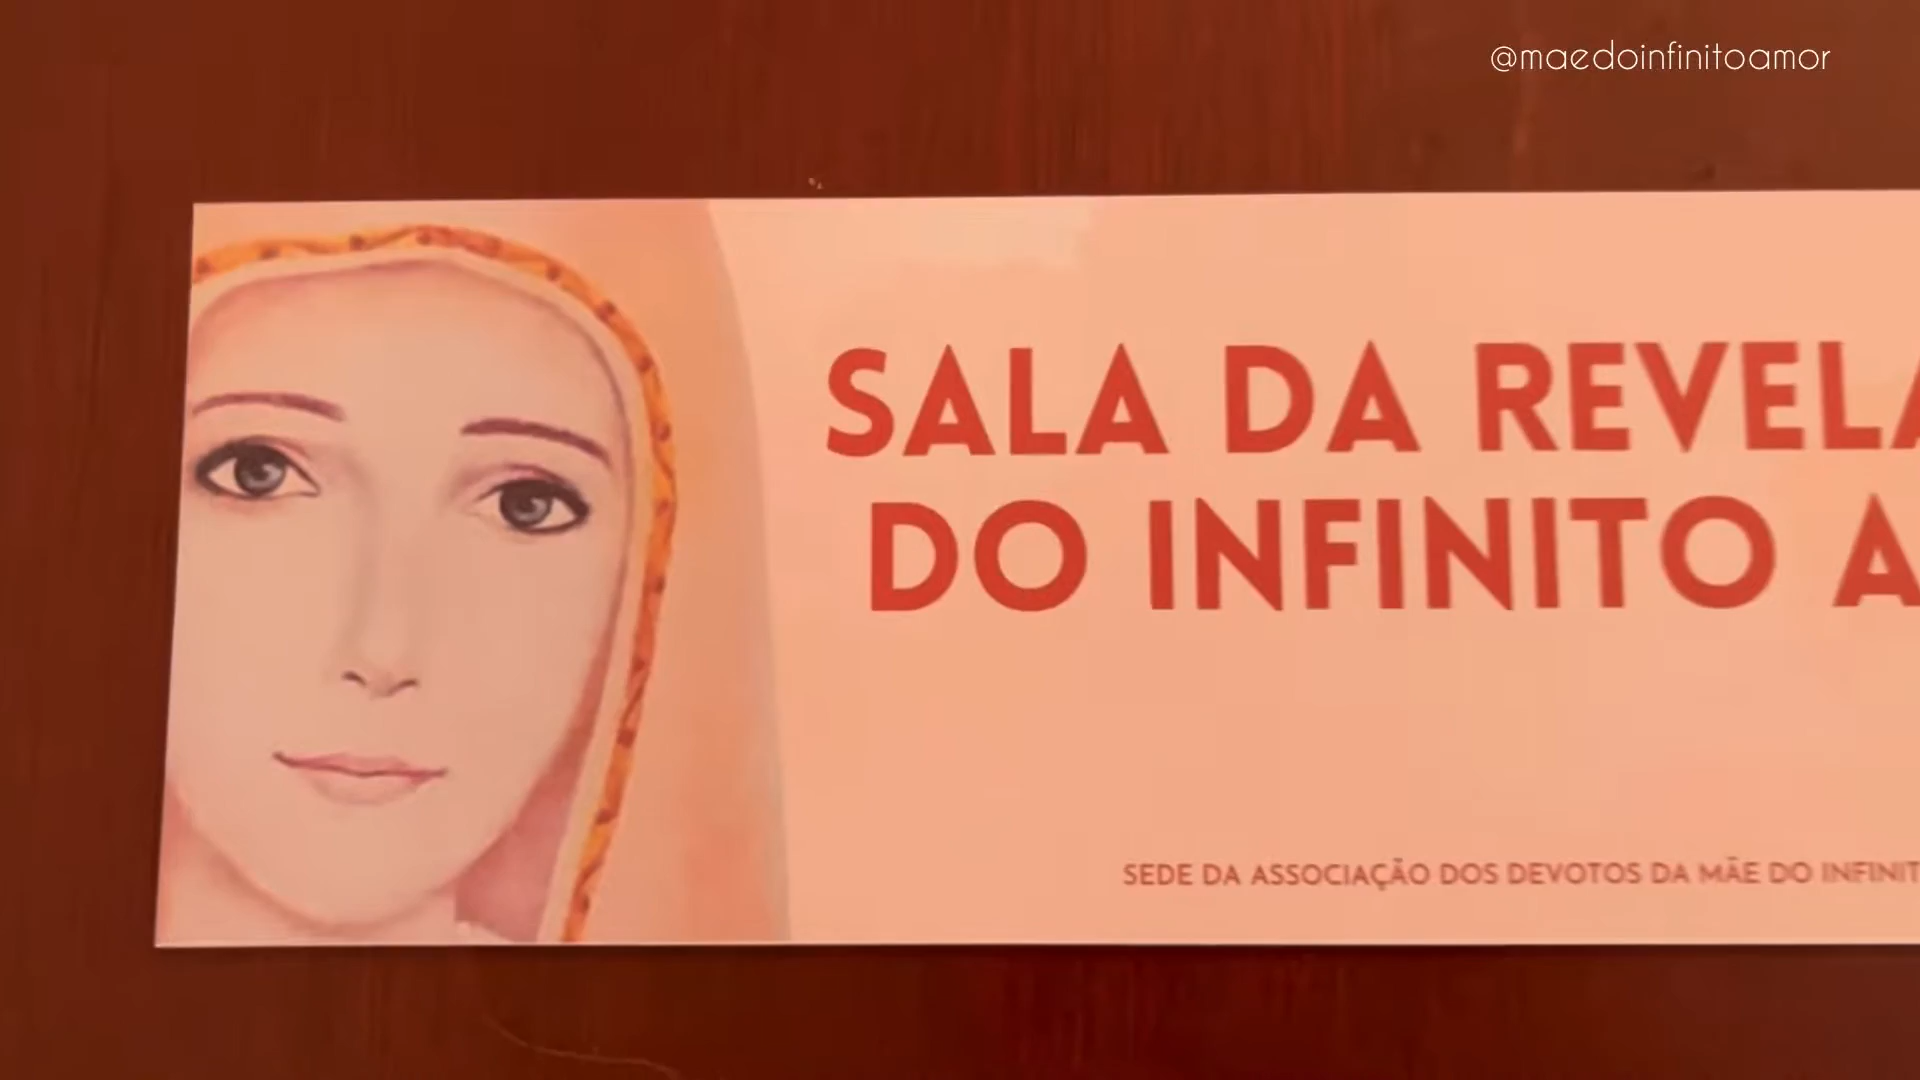 @maedoinfinitoamor
SALA DA REVELA
DO INFINITO A
SEDE DA ASSOCIAÇÃO DOS DEVOTOS DA MÃE DO INFINIT